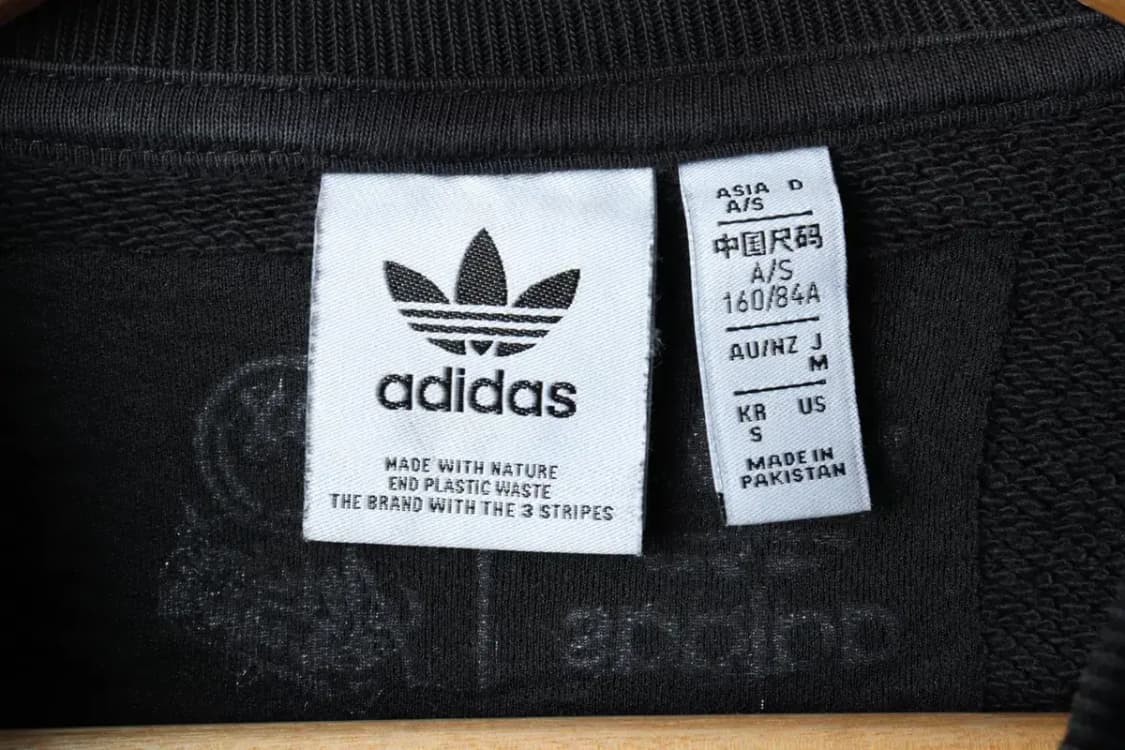 adidas
MADE WITH NATURE
END PLASTIC WASTE
THE BRAND WITH THE 3 STRIPES
ASIA D
A/S
中国尺码
A/S
160/84A
AU/NZ J
M
KR US
S
MADE IN
PAKISTAN
adidas